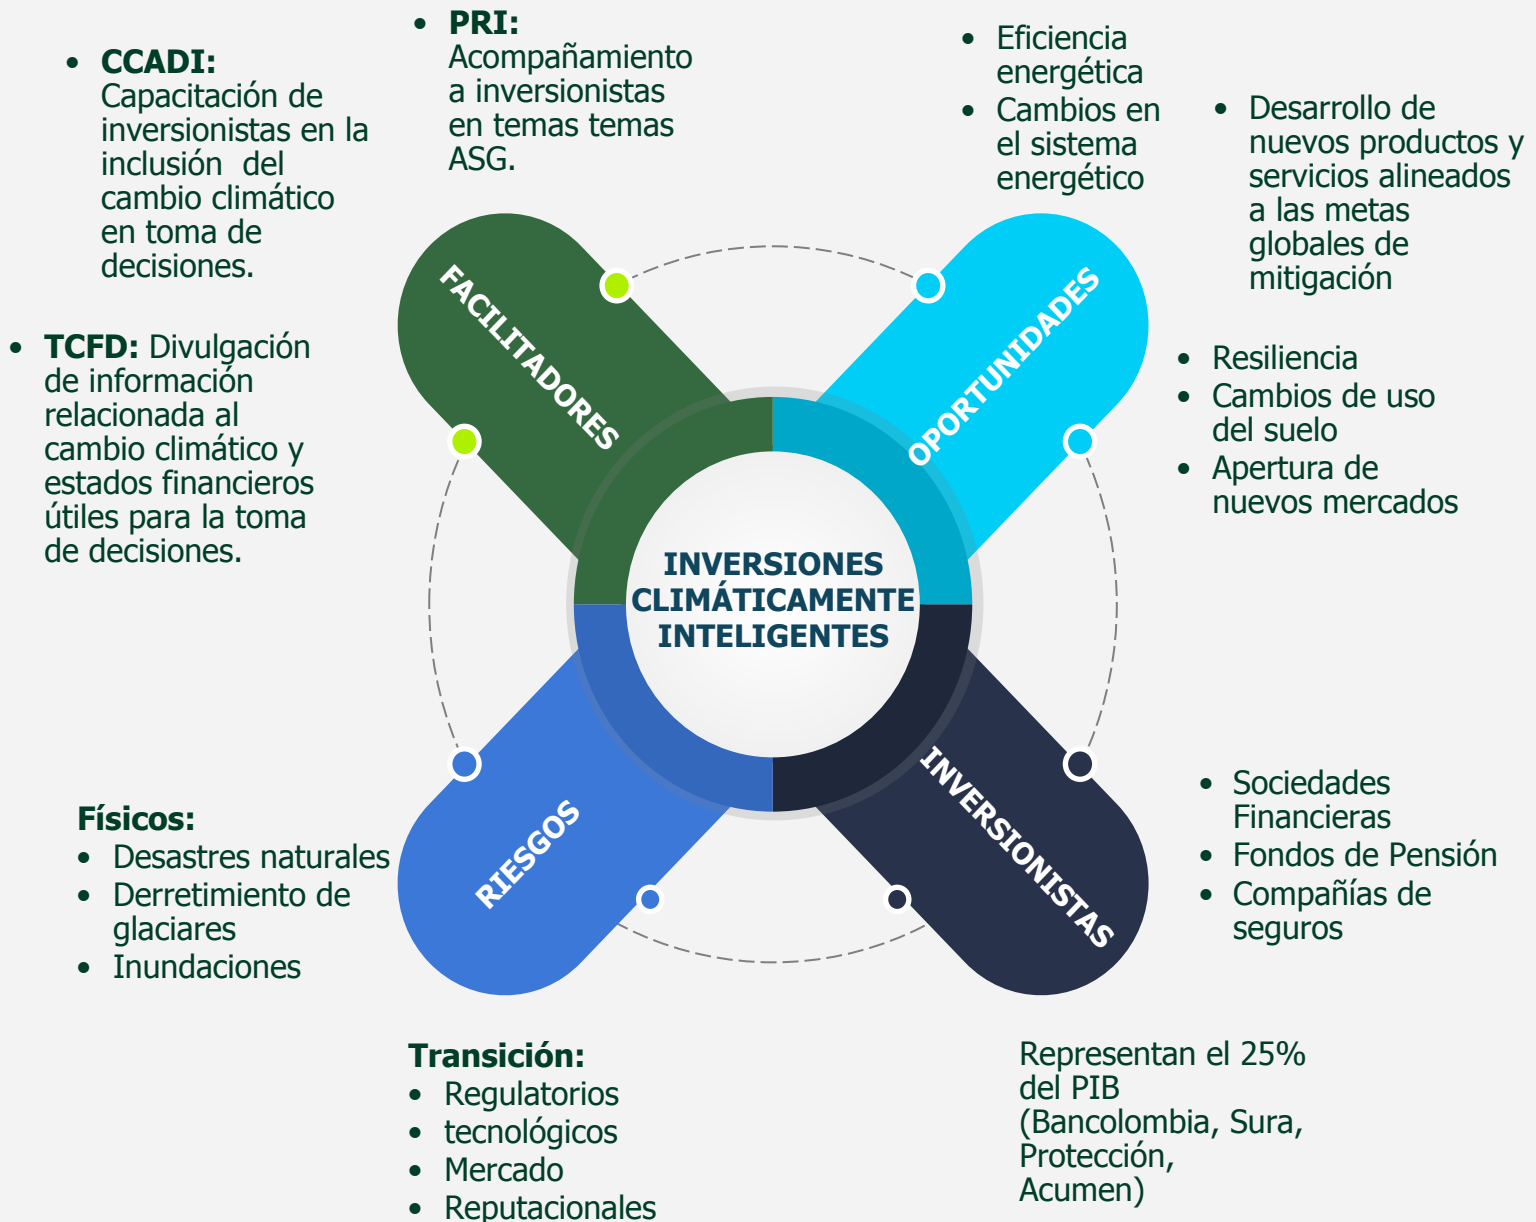 • PRI:
Acompañamiento
a inversionistas
en temas temas
ASG.
• CCADI:
Capacitación de
inversionistas en la
inclusión del
cambio climático
en toma de
decisiones.
• TCFD: Divulgación
de información
relacionada al
cambio climático y
estados financieros
útiles para la toma
de decisiones.
FACILITADORES
• Eficiencia
energética
• Cambios en
el sistema
energético
• Desarrollo de
nuevos productos y
servicios alineados
a las metas
globales de
mitigación
• Resiliencia
• Cambios de uso
del suelo
• Apertura de
nuevos mercados
OPORTUNIDADES
INVERSIONES
CLIMÁTICAMENTE
INTELIGENTES
RIESGOS
Físicos:
• Desastres naturales
• Derretimiento de
glaciares
• Inundaciones
Transición:
• Regulatorios
• tecnológicos
• Mercado
• Reputacionales
INVERSIONISTAS
• Sociedades
Financieras
• Fondos de Pensión
• Compañías de
seguros
Representan el 25%
del PIB
(Bancolombia, Sura,
Protección,
Acumen)